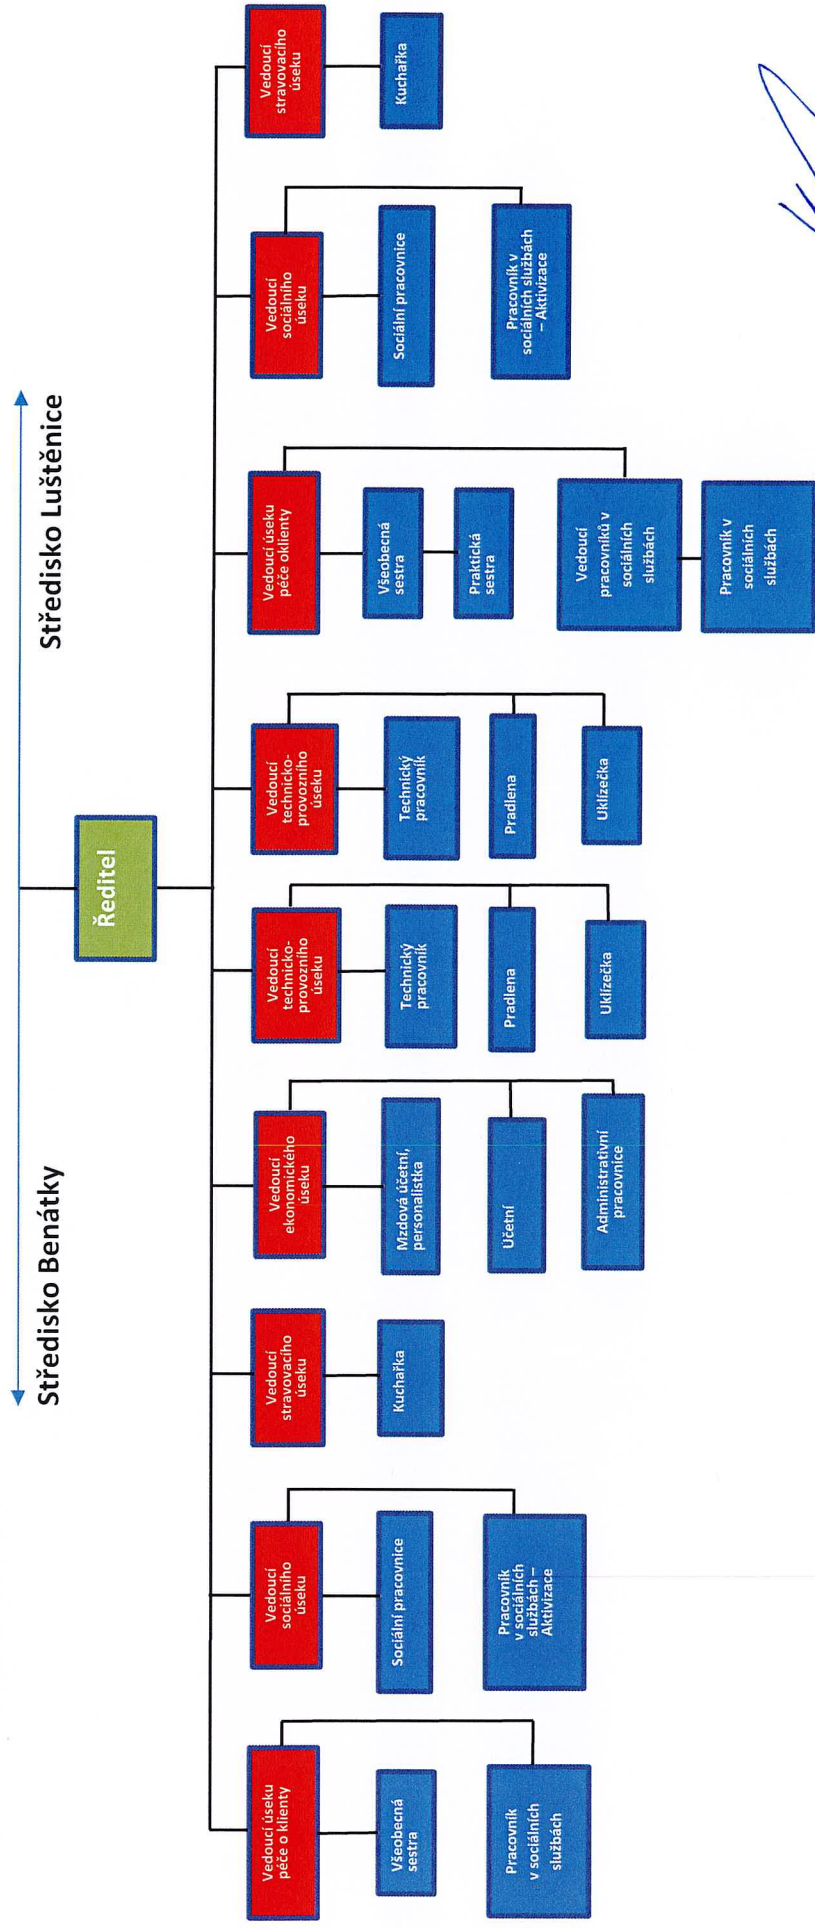 Středisko Benátky
Středisko Luštěnice
Ředitel
Vedoucí úseku
péče o klienty
Všeobecná
sestra
Pracovník
v sociálních
službách
Vedoucí
sociálního
úseku
Sociální pracovnice
Pracovník
v sociálních
službách –
Aktivizace
Vedoucí
stravovacího
úseku
Kuchařka
Vedoucí
ekonomického
úseku
Mzdová účetní,
personalistka
Účetní
Administrativní
pracovnice
Vedoucí
technicko-
provozního
úseku
Technický
pracovník
Pradlena
Uklízečka
Vedoucí
technicko-
provozního
úseku
Technický
pracovník
Pradlena
Uklízečka
Vedoucí úseku
péče oklienty
Všeobecná
sestra
Praktická
sestra
Vedoucí
pracovníků v
sociálních
službách
Pracovník v
sociálních
službách
Vedoucí
sociálního
úseku
Sociální pracovnice
Pracovník v
sociálních službách
– Aktivizace
Vedoucí
stravovacího
úseku
Kuchařka